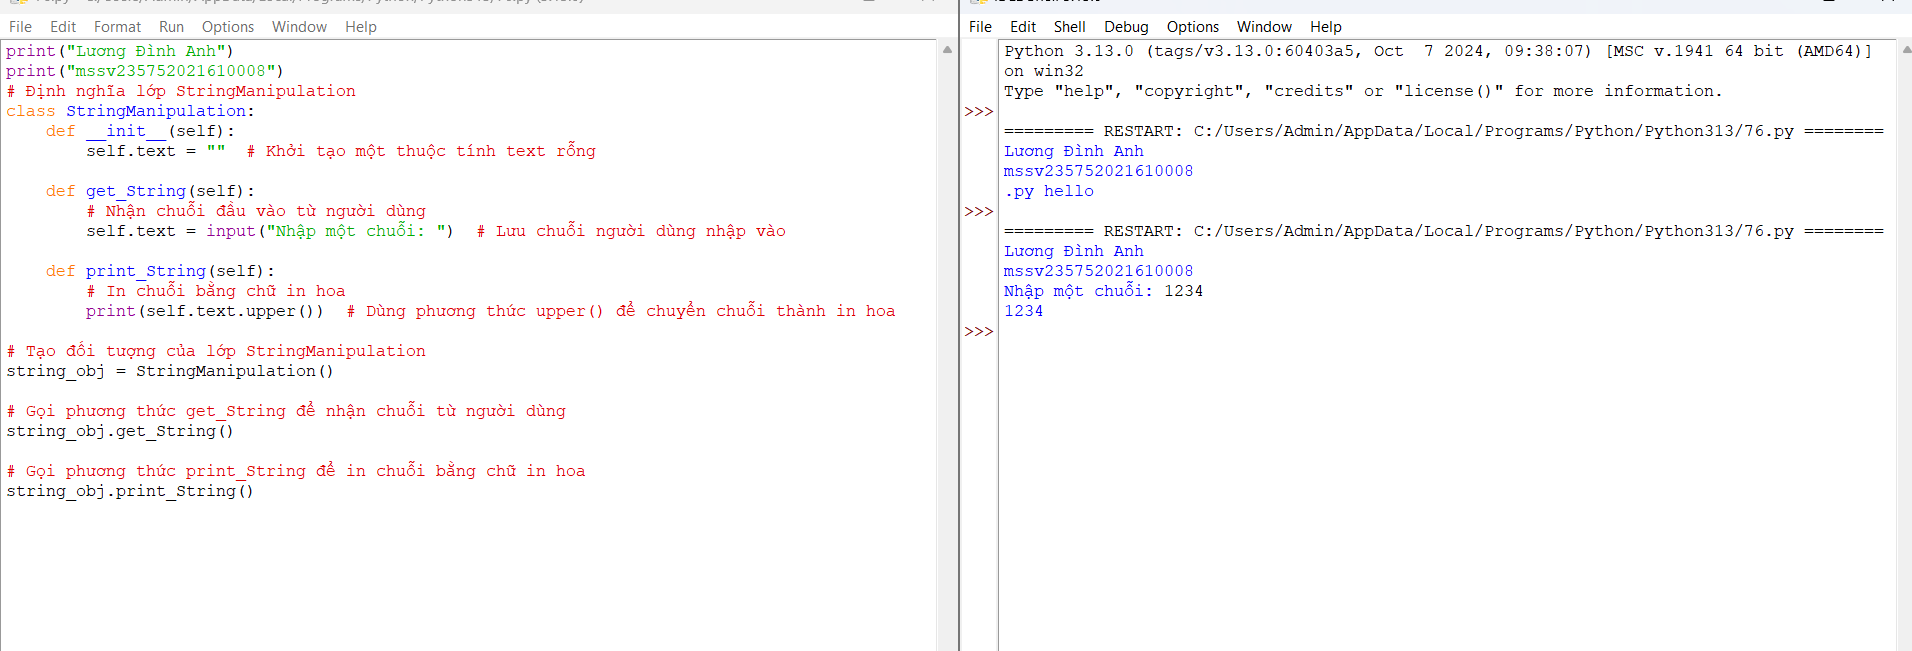 File Edit Format Run Options Window Help
print("Lương Đình Anh")
print("mssv235752021610008")
# Định nghĩa lớp StringManipulation
class StringManipulation:
    def __init__(self):
        self.text = ""  # Khởi tạo một thuộc tính text rỗng
    def get_String(self):
        # Nhận chuỗi đầu vào từ người dùng
        self.text = input("Nhập một chuỗi: ")  # Lưu chuỗi người dùng nhập vào
    def print_String(self):
        # In chuỗi bằng chữ in hoa
        print(self.text.upper())  # Dùng phương thức upper() để chuyển chuỗi thành in hoa
# Tạo đối tượng của lớp StringManipulation
string_obj = StringManipulation()
# Gọi phương thức get_String để nhận chuỗi từ người dùng
string_obj.get_String()
# Gọi phương thức print_String để in chuỗi bằng chữ in hoa
string_obj.print_String()
File Edit Shell Debug Options Window Help
Python 3.13.0 (tags/v3.13.0:60403a5, Oct  7 2024, 09:38:07) [MSC v.1941 64 bit (AMD64)]
on win32
Type "help", "copyright", "credits" or "license()" for more information.
>>>
========= RESTART: C:/Users/Admin/AppData/Local/Programs/Python/Python313/76.py ========
Lương Đình Anh
mssv235752021610008
.py hello
>>>
========= RESTART: C:/Users/Admin/AppData/Local/Programs/Python/Python313/76.py ========
Lương Đình Anh
mssv235752021610008
Nhập một chuỗi: 1234
1234
>>>